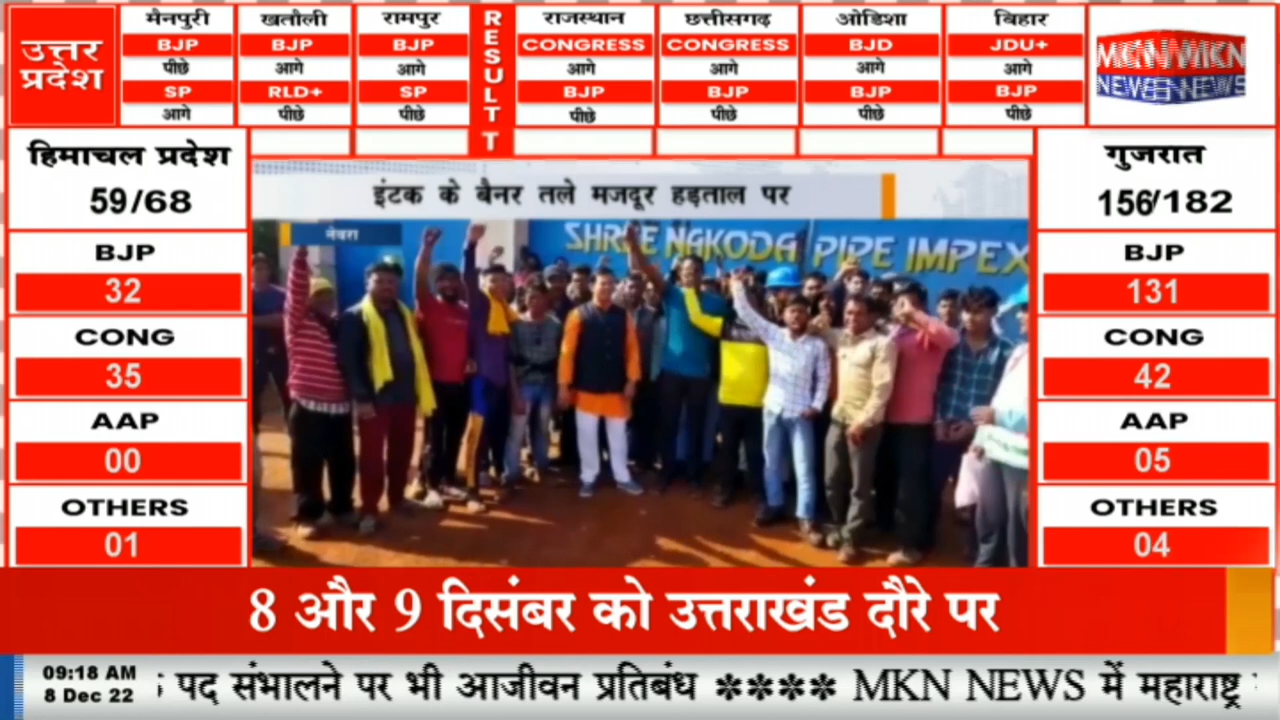 उत्तर
प्रदेश
मैनपुरी
BJP
पीछे
SP
आगे
खतौली
BJP
आगे
RLD+
पीछे
रामपुर
BJP
आगे
SP
पीछे
RESULT
T
राजस्थान
CONGRESS
आगे
BJP
पीछे
छत्तीसगढ़
CONGRESS
आगे
BJP
पीछे
ओडिशा
BJD
आगे
BJP
पीछे
बिहार
JDU+
आगे
BJP
पीछे
हिमाचल प्रदेश
59/68
BJP
32
CONG
35
AAP
00
OTHERS
01
इंटक के बैनर तले मजदूर हड़ताल पर
नेवरा
SHREE NAKODA PIPE IMPEX
गुजरात
156/182
BJP
131
CONG
42
AAP
05
OTHERS
04
8 और 9 दिसंबर को उत्तराखंड दौरे पर
09:18 AM
8 Dec 22
पद संभालने पर भी आजीवन प्रतिबंध **** MKN NEWS में महाराष्ट्र